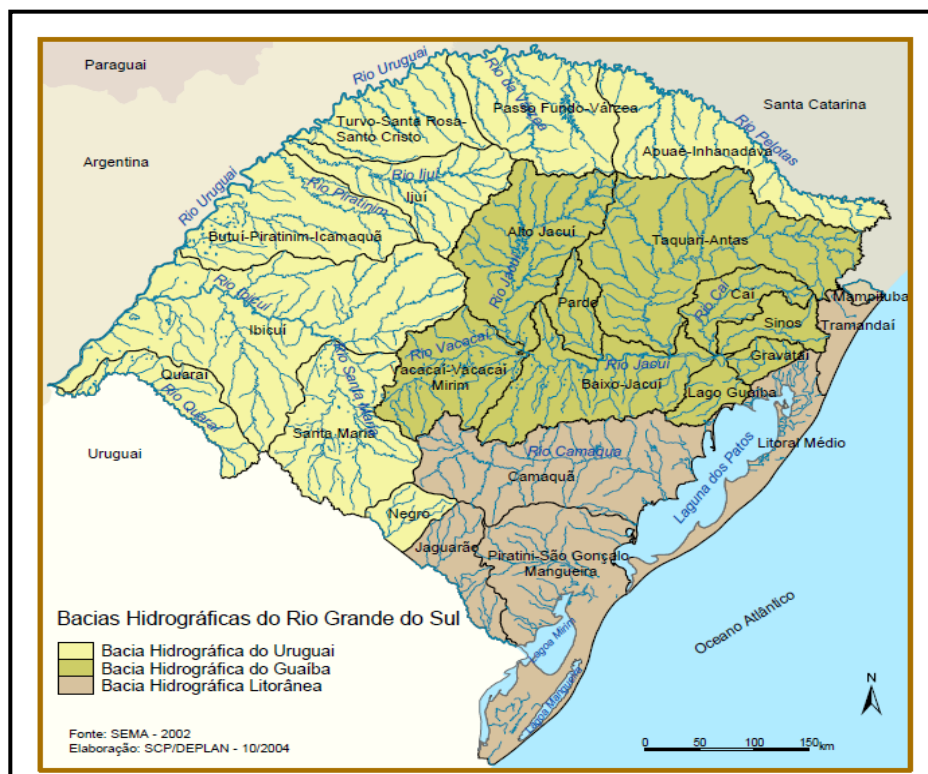 Paraguai
Argentina
Uruguai
Santa Catarina
Rio Uruguai
Rio da Várzea
Passo Fundo-Várzea
Turvo-Santa Rosa-
Santo Cristo
Rio Pelotas
Apuaê-Inhandava
Rio Ijuí
Ijuí
Rio Piratinim
Rio Uruguai
Butuí-Piratinim-Icamaquã
Alto Jacuí
Rio Jacuí
Taquari-Antas
Pardo
Rio Caí
Caí
Mampituba
Tramandaí
Sinos
Gravataí
Rio Ibicuí
Ibicuí
Rio Santa Maria
Santa Maria
Quaraí
Rio Quaraí
Rio Vacacaí
Vacacaí-Vacacaí
Mirim
Rio Jacuí
Baixo-Jacuí
Lago Guaíba
Litoral Médio
Laguna dos Patos
Rio Camaqua
Camaquã
Negro
Jaguarão
Piratini-São Gonçalo-
Mangueira
Lagoa Mirim
Lagoa Mangueira
Oceano Atlântico
Bacias Hidrográficas do Rio Grande do Sul
Bacia Hidrográfica do Uruguai
Bacia Hidrográfica do Guaíba
Bacia Hidrográfica Litorânea
Fonte: SEMA - 2002
Elaboração: SCP/DEPLAN - 10/2004
N
0 50 100 150 km